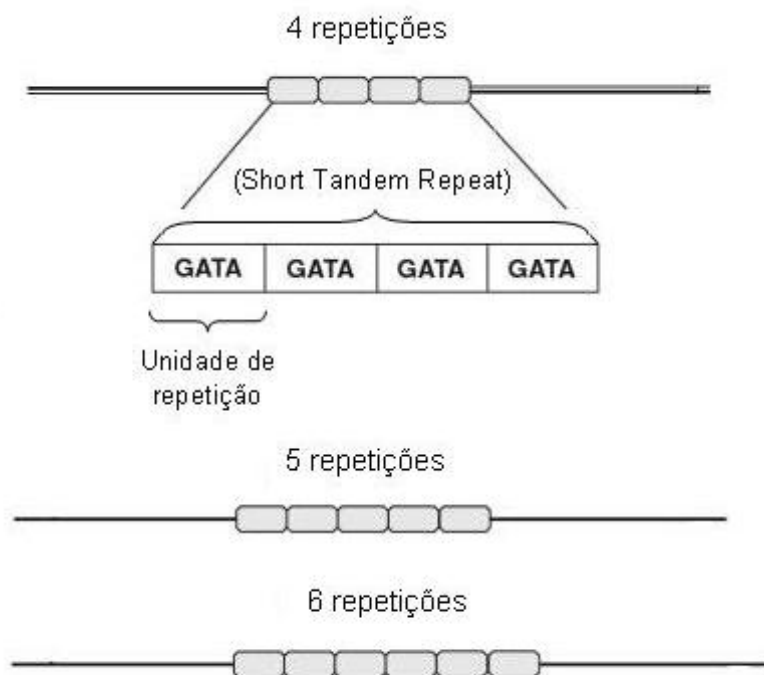 4 repetições
(Short Tandem Repeat)
GATA GATA GATA GATA
Unidade de
repetição
5 repetições
6 repetições